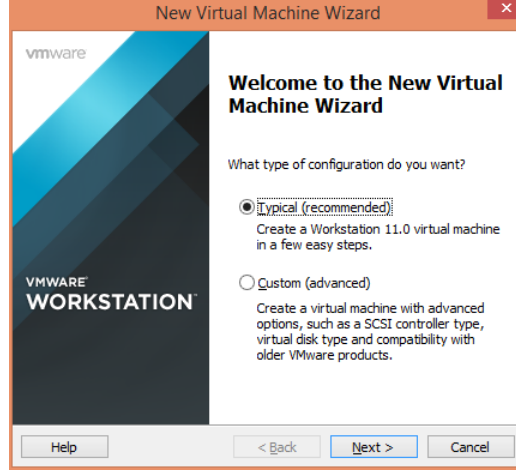 New Virtual Machine Wizard
vmware
Welcome to the New Virtual
Machine Wizard
What type of configuration do you want?
Typical (recommended)
Create a Workstation 11.0 virtual machine
in a few easy steps.
Custom (advanced)
Create a virtual machine with advanced
options, such as a SCSI controller type,
virtual disk type and compatibility with
older VMware products.
VMWARE®
WORKSTATION™
Help
< Back
Next >
Cancel